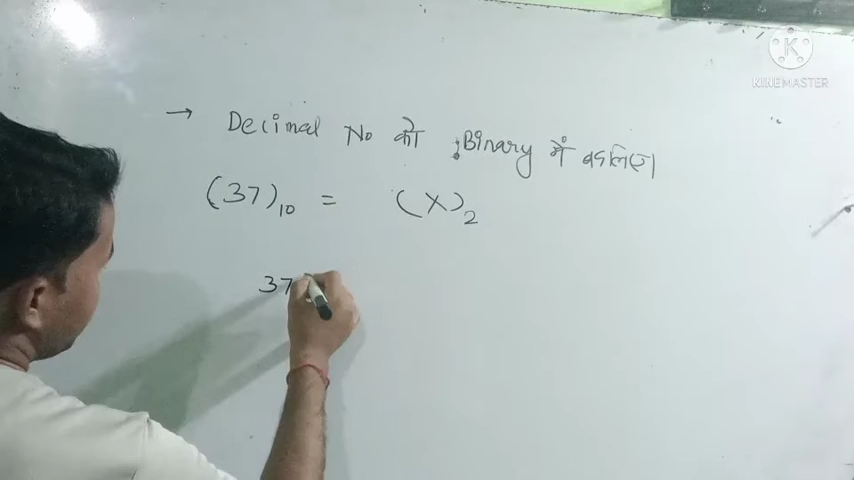 KINEMASTER
→ Decimal No को Binary में बदलिए।
(37)₁₀ = (X)₂
37